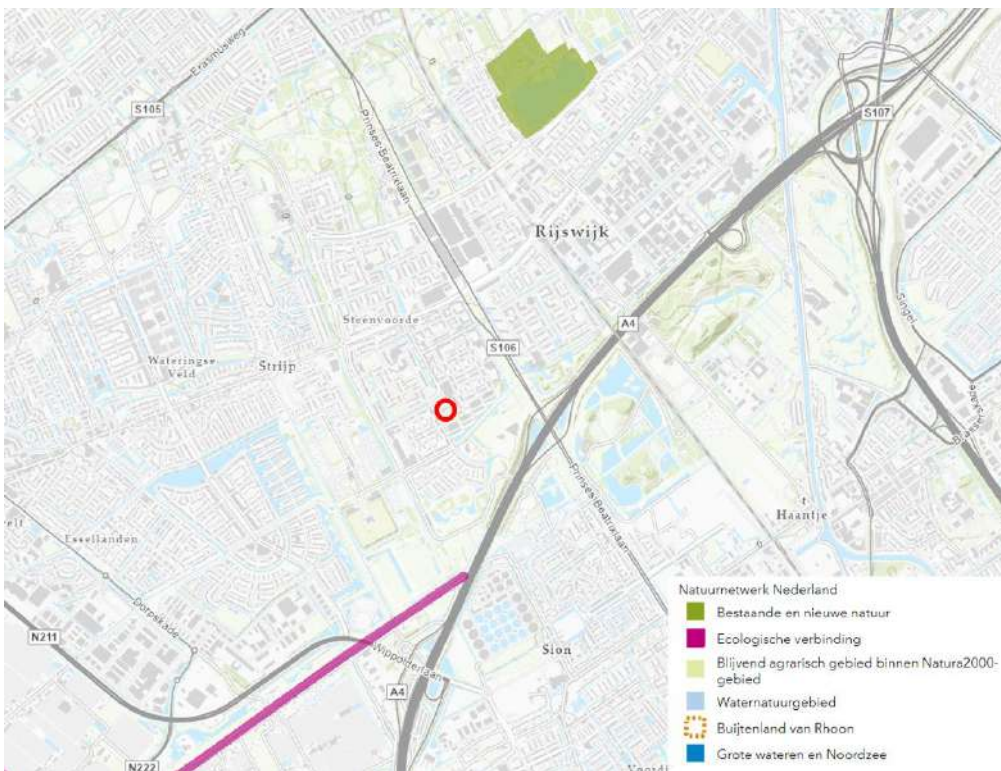 Erasmusweg
S105
Prinses-Beatrixlaan
S107
Rijswijk
Singel
Steenvoorde
A4
S106
Wateringse
Veld
Strijp
Brasserskade
Prinses-Beatrixlaan
't
Haantje
Essellanden
Dorpskade
N211
Wippolderlaan
Sion
A4
N222
Natuurnetwerk Nederland
Bestaande en nieuwe natuur
Ecologische verbinding
Blijvend agrarisch gebied binnen Natura2000-
gebied
Waternatuurgebied
Buijtenland van Rhoon
Grote wateren en Noordzee